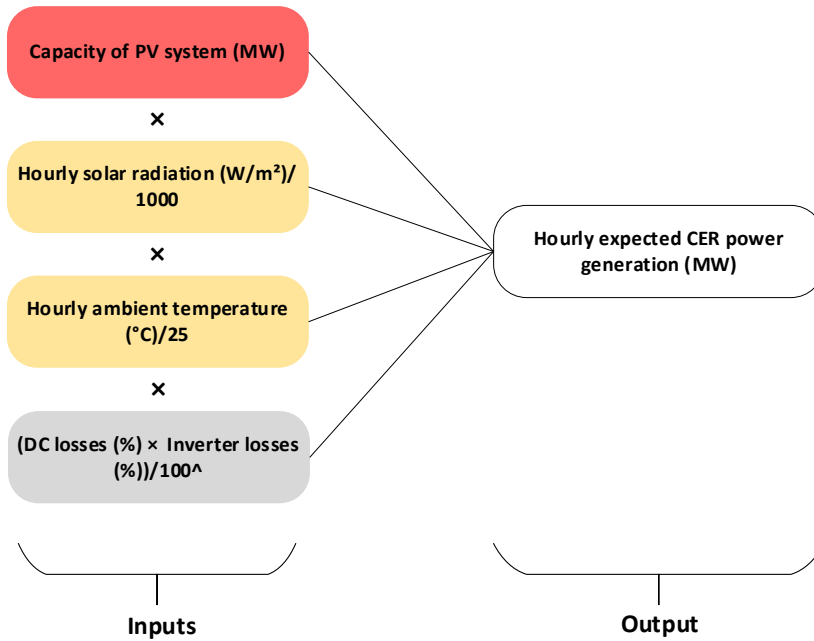 Capacity of PV system (MW)
×
Hourly solar radiation (W/m²)/
1000
×
Hourly ambient temperature
(°C)/25
×
(DC losses (%) × Inverter losses
(%))/100^
Hourly expected CER power
generation (MW)
Inputs
Output